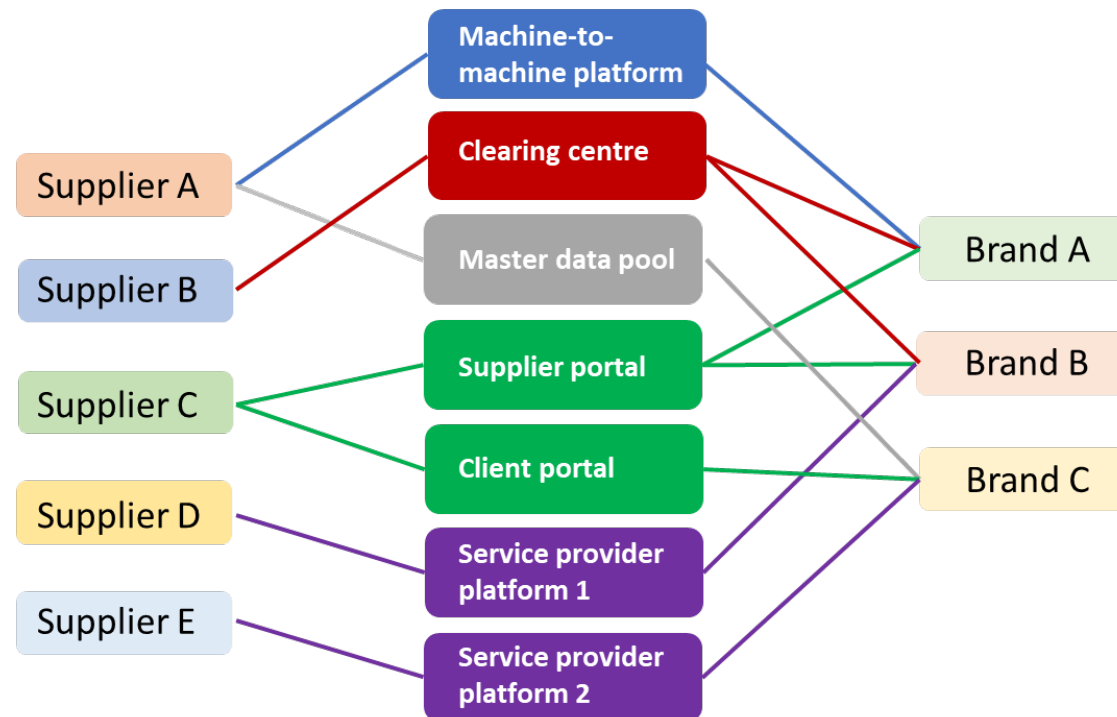 Supplier A
Supplier B
Supplier C
Supplier D
Supplier E
Machine-to-
machine platform
Clearing centre
Master data pool
Supplier portal
Client portal
Service provider
platform 1
Service provider
platform 2
Brand A
Brand B
Brand C